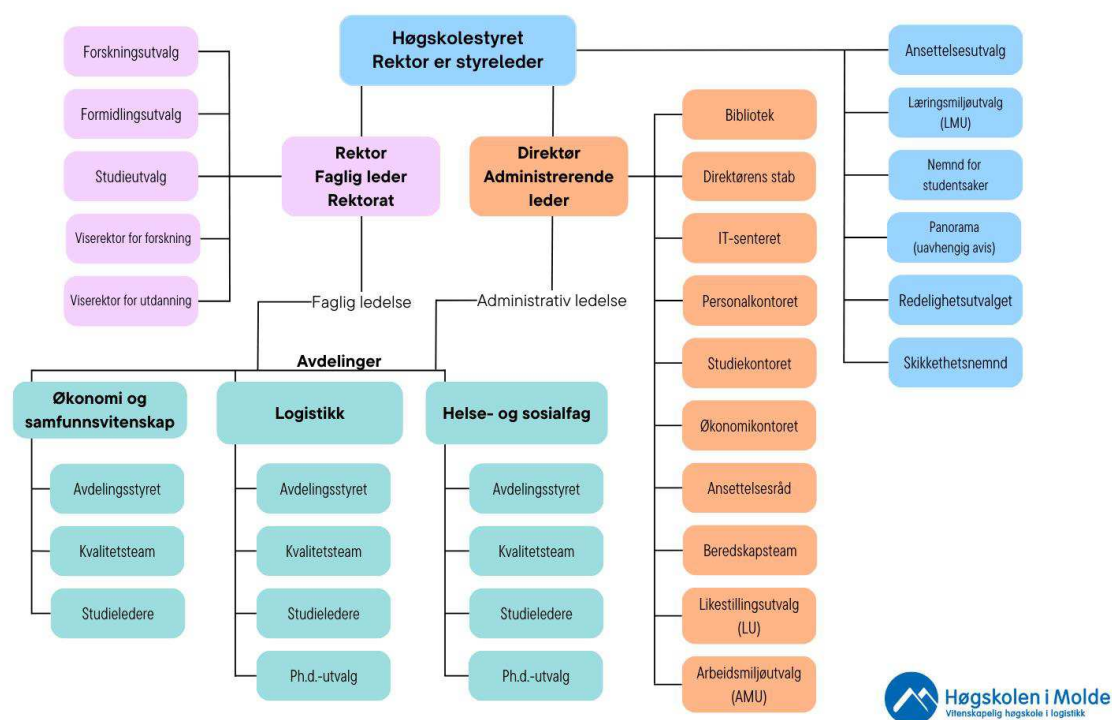 Høgskolestyret
Rektor er styreleder
Forskningsutvalg
Formidlingsutvalg
Studieutvalg
Viserektor for forskning
Viserektor for utdanning
Rektor
Faglig leder
Rektorat
Direktør
Administrerende
leder
Faglig ledelse
Administrativ ledelse
Bibliotek
Direktørens stab
IT-senteret
Personalkontoret
Studiekontoret
Økonomikontoret
Ansettelsesråd
Beredskapsteam
Likestillingsutvalg
(LU)
Arbeidsmiljøutvalg
(AMU)
Ansettelsesutvalg
Læringsmiljøutvalg
(LMU)
Nemnd for
studentsaker
Panorama
(uavhengig avis)
Redelighetsutvalget
Skikkethetsnemnd
Avdelinger
Økonomi og
samfunnsvitenskap
Avdelingsstyret
Kvalitetsteam
Studieledere
Logistikk
Avdelingsstyret
Kvalitetsteam
Studieledere
Ph.d.-utvalg
Helse- og sosialfag
Avdelingsstyret
Kvalitetsteam
Studieledere
Ph.d.-utvalg
Høgskolen i Molde
Vitenskapelig høgskole i logistikk